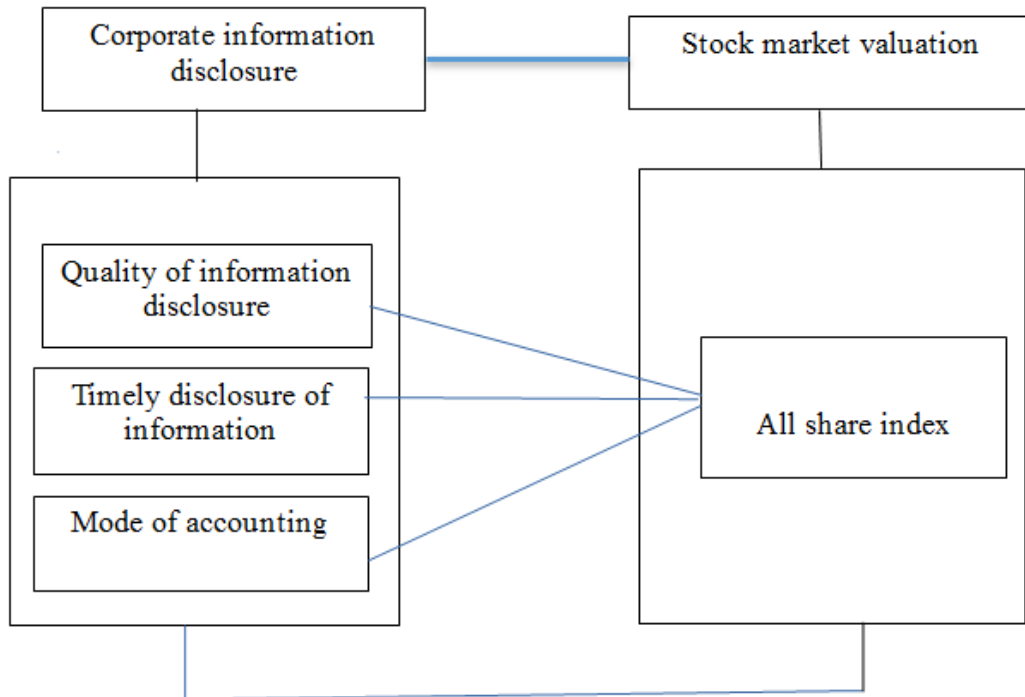 Corporate information
disclosure
Stock market valuation
Quality of information
disclosure
Timely disclosure of
information
Mode of accounting
All share index